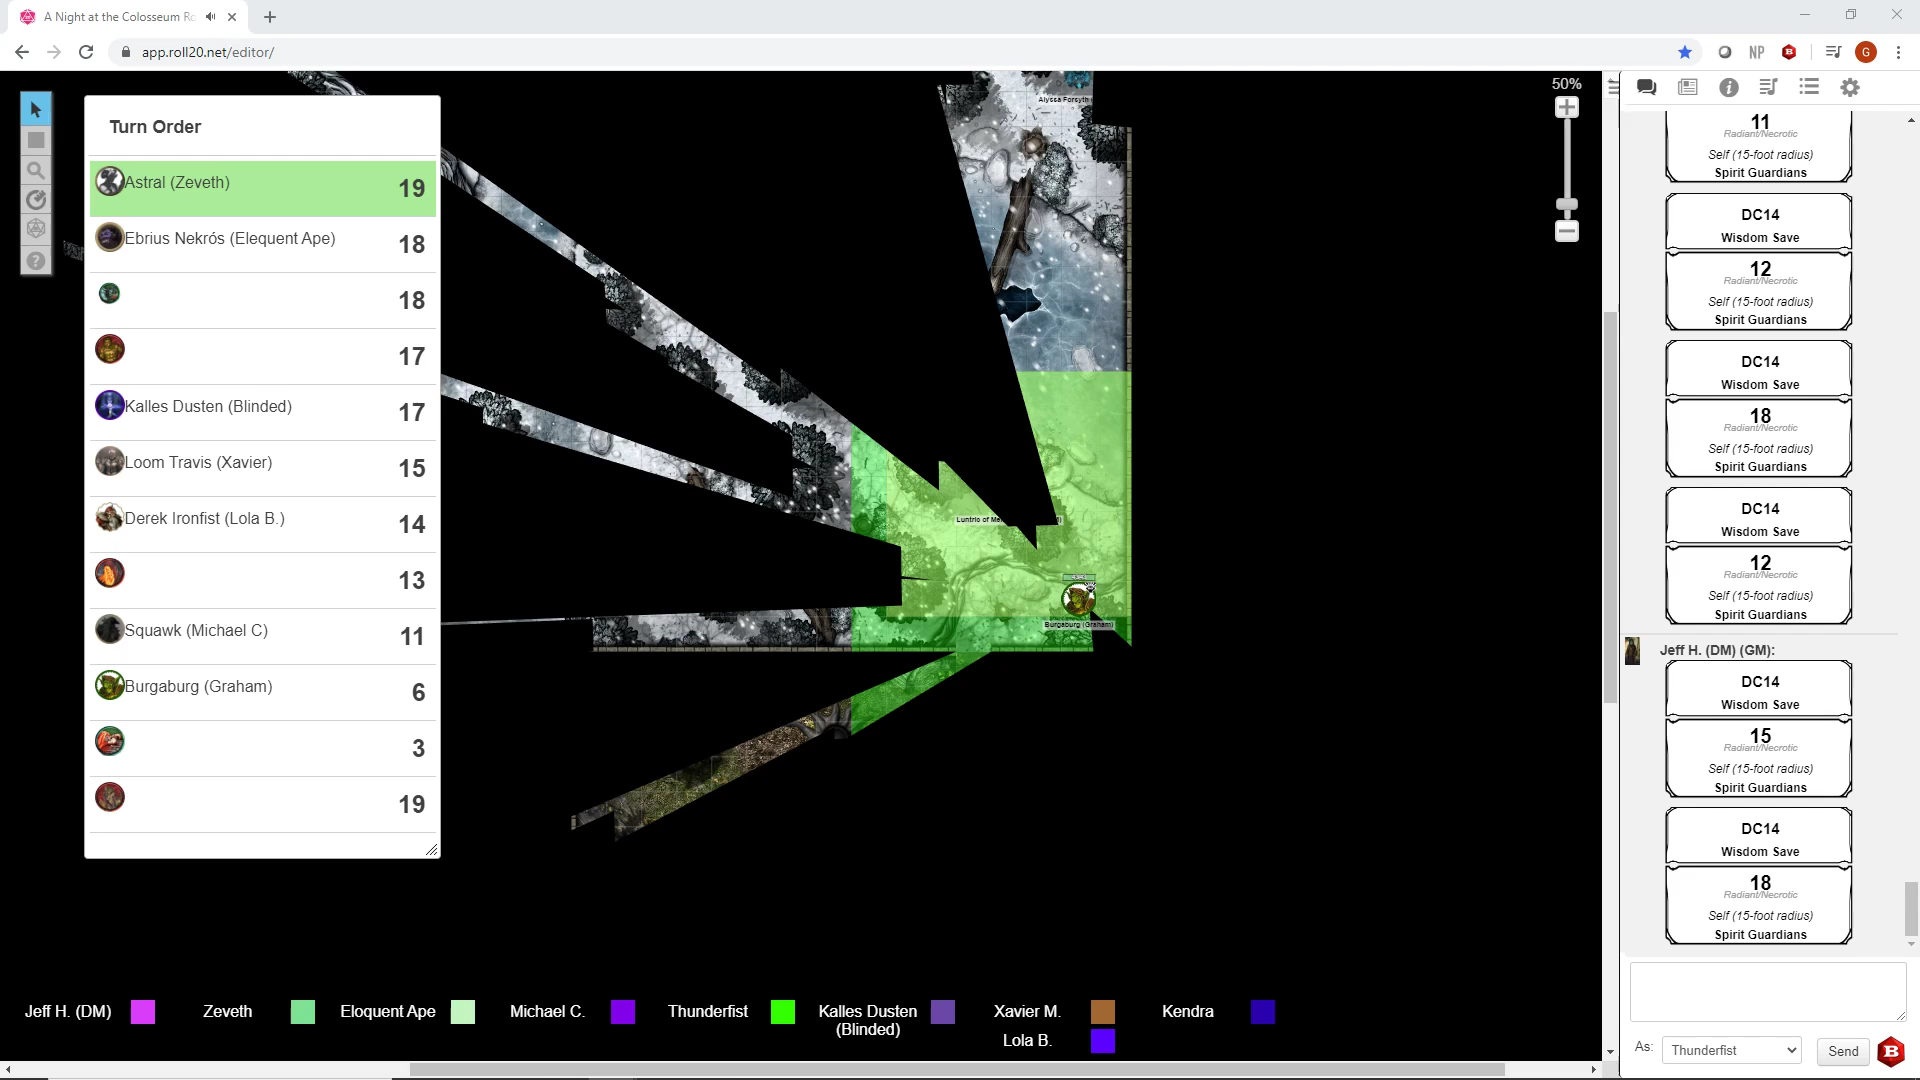 A Night at the Colosseum Ro
app.roll20.net/editor/
NP
G
50%
Turn Order
Astral (Zeveth)
19
Ebrius Nekrós (Elequent Ape)
18
18
17
Kalles Dusten (Blinded)
17
Loom Travis (Xavier)
15
Derek Ironfist (Lola B.)
14
13
Squawk (Michael C)
11
Burgaburg (Graham)
6
3
19
Alyssa Forsyth
Luntrio of
Burgaburg (Graham)
11
Radiant/Necrotic
Self (15-foot radius)
Spirit Guardians
DC14
Wisdom Save
12
Radiant/Necrotic
Self (15-foot radius)
Spirit Guardians
DC14
Wisdom Save
18
Radiant/Necrotic
Self (15-foot radius)
Spirit Guardians
DC14
Wisdom Save
12
Radiant/Necrotic
Self (15-foot radius)
Spirit Guardians
Jeff H. (DM) (GM):
DC14
Wisdom Save
15
Radiant/Necrotic
Self (15-foot radius)
Spirit Guardians
DC14
Wisdom Save
18
Radiant/Necrotic
Self (15-foot radius)
Spirit Guardians
Jeff H. (DM)
Zeveth
Eloquent Ape
Michael C.
Thunderfist
Kalles Dusten
(Blinded)
Xavier M.
Kendra
Lola B.
As:
Thunderfist
Send
B